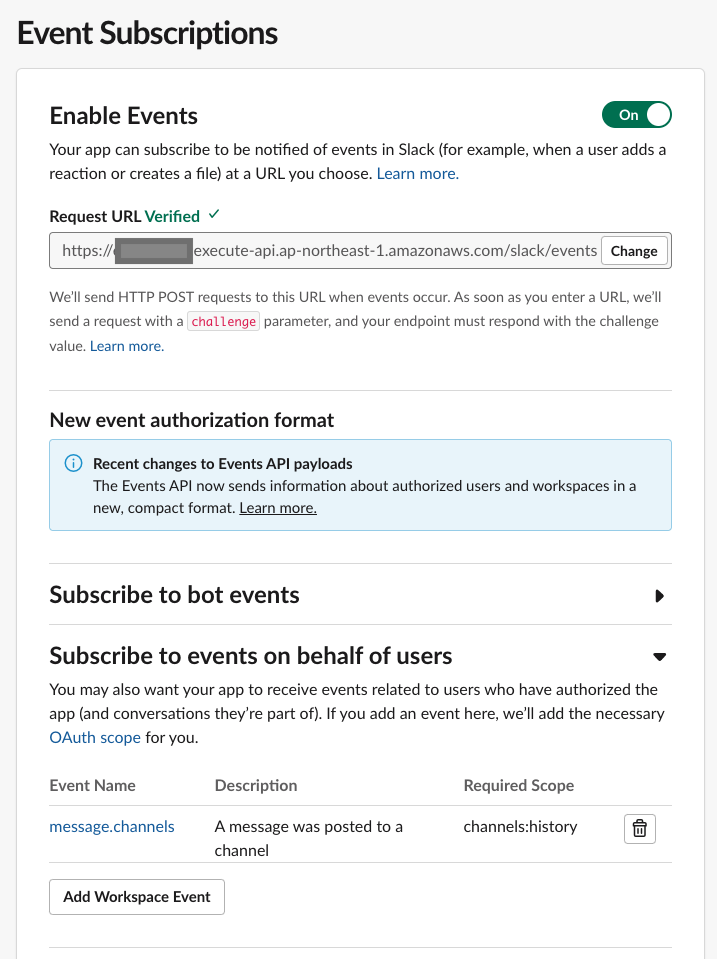 Event Subscriptions
Enable Events
On
Your app can subscribe to be notified of events in Slack (for example, when a user adds a
reaction or creates a file) at a URL you choose. Learn more.
Request URL Verified ✓
https:// execute-api.ap-northeast-1.amazonaws.com/slack/events Change
We’ll send HTTP POST requests to this URL when events occur. As soon as you enter a URL, we’ll
send a request with a challenge parameter, and your endpoint must respond with the challenge
value. Learn more.
New event authorization format
Recent changes to Events API payloads
The Events API now sends information about authorized users and workspaces in a
new, compact format. Learn more.
Subscribe to bot events
Subscribe to events on behalf of users
You may also want your app to receive events related to users who have authorized the
app (and conversations they’re part of). If you add an event here, we’ll add the necessary
OAuth scope for you.
Event Name Description Required Scope
message.channels A message was posted to a channels:history
channel
Add Workspace Event